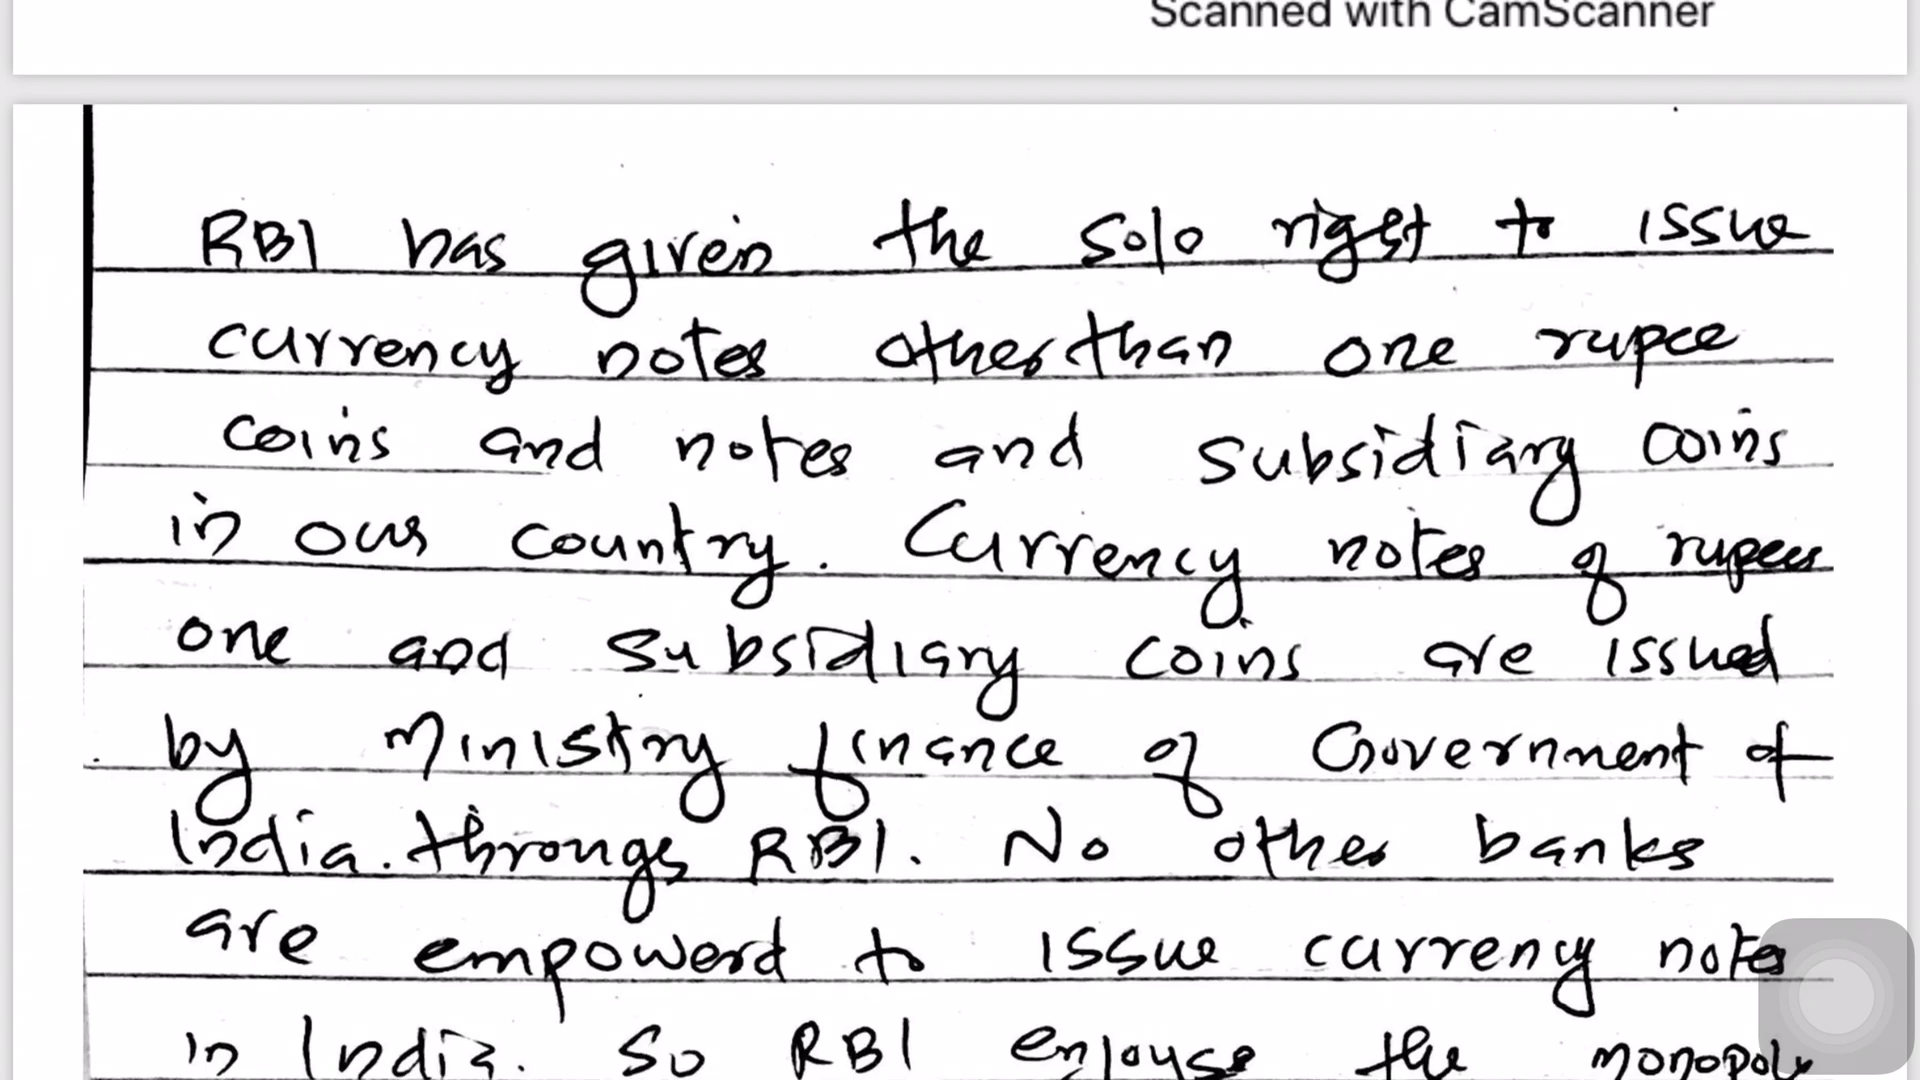 Scanned with CamScanner
RBI has given the solo right to issue
currency notes other than one rupee
coins and notes and subsidiary coins
in our country. Currency notes of rupees
one and subsidiary coins are issued
by Ministry finance of Government of
India. throngs RBI. No other banks
are empowerd to issue currency notes
in India. So RBI enjoyse the monopoly